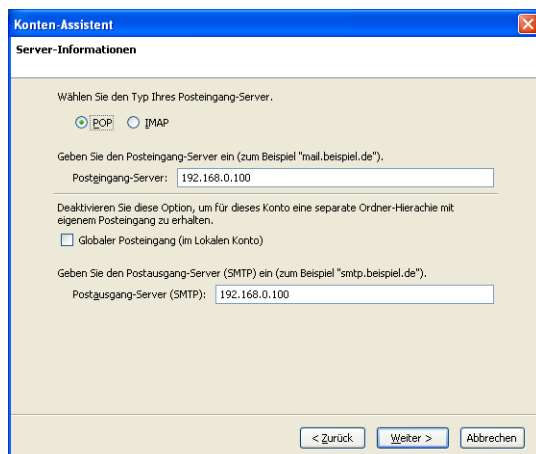 Konten-Assistent
Server-Informationen
Wählen Sie den Typ Ihres Posteingang-Server.
POP IMAP
Geben Sie den Posteingang-Server ein (zum Beispiel "mail.beispiel.de").
Posteingang-Server: 192.168.0.100
Deaktivieren Sie diese Option, um für dieses Konto eine separate Ordner-Hierachie mit
eigenem Posteingang zu erhalten.
Globaler Posteingang (im Lokalen Konto)
Geben Sie den Postausgang-Server (SMTP) ein (zum Beispiel "smtp.beispiel.de").
Postausgang-Server (SMTP): 192.168.0.100
< Zurück Weiter > Abbrechen